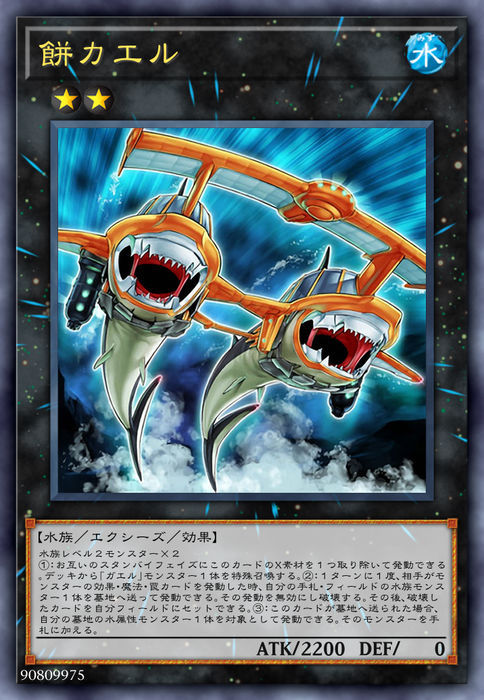 餅カエル
水
【水族／エクシーズ／効果】
水族レベル２モンスター×２
①：お互いのスタンバイフェイズにこのカードのX素材を１つ取り除いて発動できる
。デッキから「ガエル」モンスター１体を特殊召喚する。②：１ターンに１度、相手がモ
ンスターの効果・魔法・罠カードを発動した時、自分の手札・フィールドの水族モンス
ター１体を墓地へ送って発動できる。その発動を無効にし破壊する。その後、破壊し
たカードを自分フィールドにセットできる。③：このカードが墓地へ送られた場合、
自分の墓地の水属性モンスター１体を対象として発動できる。そのモンスターを手
札に加える。
ATK/2200 DEF/ 0
90809975